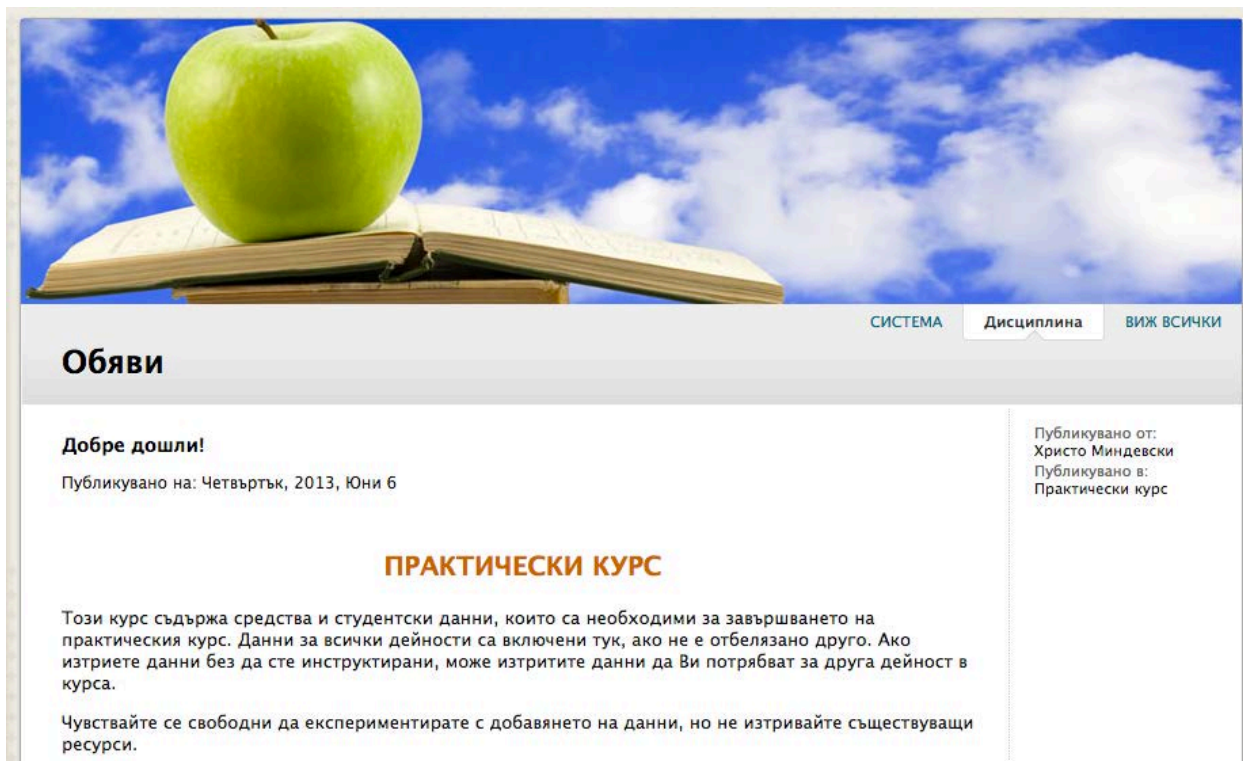 СИСТЕМА
Дисциплина
ВИЖ ВСИЧКИ
Обяви
Добре дошли!
Публикувано на: Четвъртък, 2013, Юни 6
Публикувано от:
Христо Миндевски
Публикувано в:
Практически курс
ПРАКТИЧЕСКИ КУРС
Този курс съдържа средства и студентски данни, които са необходими за завършването на
практическия курс. Данни за всички дейности са включени тук, ако не е отбелязано друго. Ако
изтриете данни без да сте инструктирани, може изтритите данни да Ви потрябват за друга дейност в
курса.
Чувствайте се свободни да експериментирате с добавянето на данни, но не изтривайте съществуващи
ресурси.